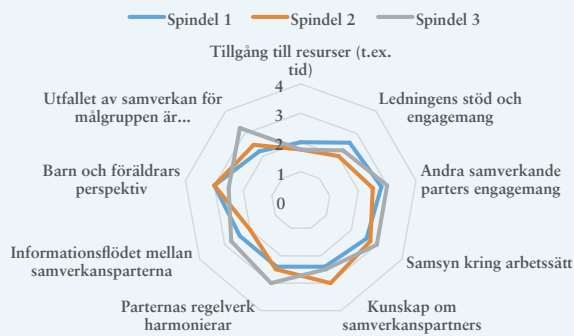 Spindel 1 Spindel 2 Spindel 3
Tillgång till resurser (t.ex.
tid)
Ledningens stöd och
engagemang
Andra samverkande
parters engagemang
Samsyn kring arbetssätt
Kunskap om
samverkanspartners
Parternas regelverk
harmonierar
Informationsflödet mellan
samverkansparterna
Barn och föräldrars
perspektiv
Utfallet av samverkan för
målgruppen är...
4
3
2
1
0